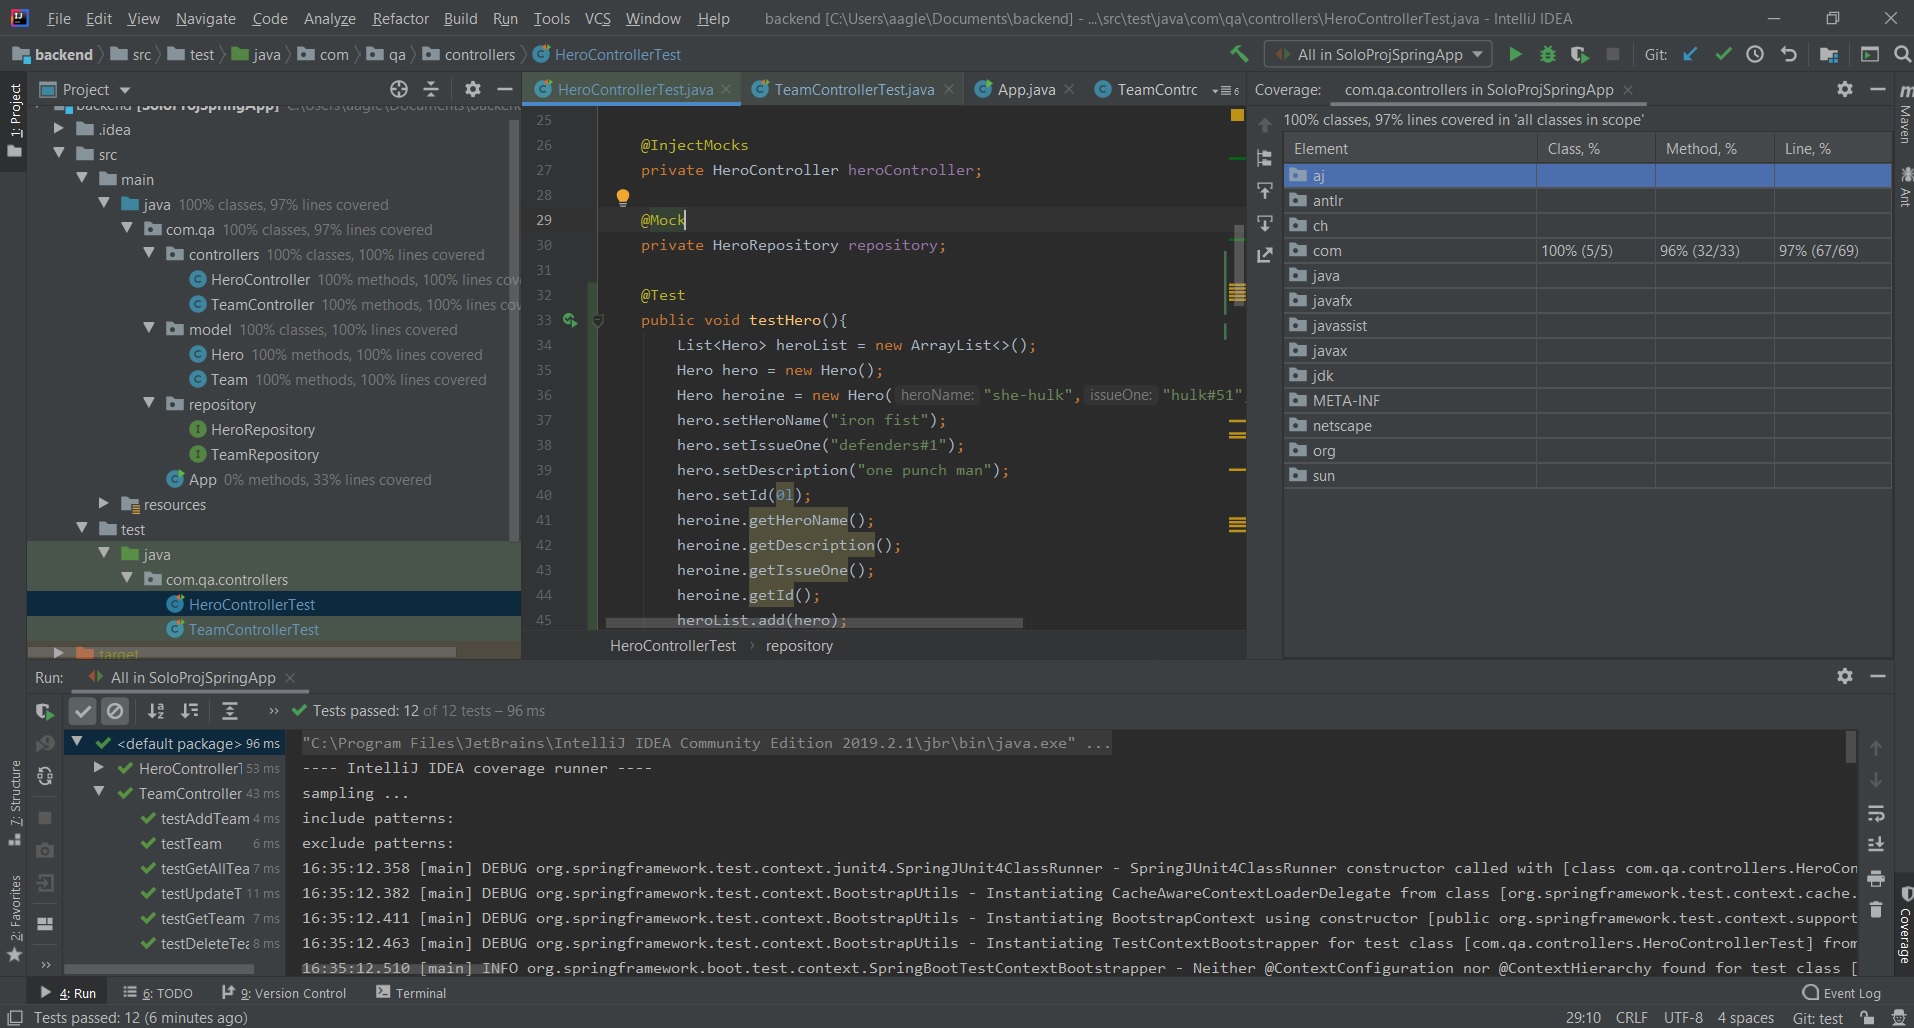 File Edit View Navigate Code Analyze Refactor Build Run Tools VCS Window Help backend [C:\Users\aagle\Documents\backend] - ...\src\test\java\com\qa\controllers\HeroControllerTest.java - IntelliJ IDEA
backend src test java com qa controllers HeroControllerTest All in SoloProjSpringApp Git:
1: Project
Project
backend [SoloProjSpringApp] C:\Users\aagle\Documents\backend
.idea
src
main
java 100% classes, 97% lines covered
com.qa 100% classes, 97% lines covered
controllers 100% classes, 100% lines covered
HeroController 100% methods, 100% lines cov
TeamController 100% methods, 100% lines cov
model 100% classes, 100% lines covered
Hero 100% methods, 100% lines covered
Team 100% methods, 100% lines covered
repository
HeroRepository
TeamRepository
App 0% methods, 33% lines covered
resources
test
java
com.qa.controllers
HeroControllerTest
TeamControllerTest
target
HeroControllerTest.java TeamControllerTest.java App.java TeamContrc 6
25
26 @InjectMocks
27 private HeroController heroController;
28
29 @Mock
30 private HeroRepository repository;
31
32 @Test
33 public void testHero(){
34 List<Hero> heroList = new ArrayList<>();
35 Hero hero = new Hero();
36 Hero heroine = new Hero( heroName: "she-hulk", issueOne: "hulk#51",
37 hero.setHeroName("iron fist");
38 hero.setIssueOne("defenders#1");
39 hero.setDescription("one punch man");
40 hero.setId(0l);
41 heroine.getHeroName();
42 heroine.getDescription();
43 heroine.getIssueOne();
44 heroine.getId();
45 heroList.add(hero);
HeroControllerTest › repository
Coverage: com.qa.controllers in SoloProjSpringApp
100% classes, 97% lines covered in 'all classes in scope'
Element Class, % Method, % Line, %
aj
antlr
ch
com 100% (5/5) 96% (32/33) 97% (67/69)
java
javafx
javassist
javax
jdk
META-INF
netscape
org
sun
Maven
Ant
Run: All in SoloProjSpringApp
» Tests passed: 12 of 12 tests – 96 ms
<default package> 96 ms
HeroControllerT 53 ms
TeamController 43 ms
testAddTeam 4 ms
testTeam 6 ms
testGetAllTea 7 ms
testUpdateT 11 ms
testGetTeam 7 ms
testDeleteTea 8 ms
"C:\Program Files\JetBrains\IntelliJ IDEA Community Edition 2019.2.1\jbr\bin\java.exe" ...
---- IntelliJ IDEA coverage runner ----
sampling ...
include patterns:
exclude patterns:
16:35:12.358 [main] DEBUG org.springframework.test.context.junit4.SpringJUnit4ClassRunner - SpringJUnit4ClassRunner constructor called with [class com.qa.controllers.HeroCon
16:35:12.382 [main] DEBUG org.springframework.test.context.BootstrapUtils - Instantiating CacheAwareContextLoaderDelegate from class [org.springframework.test.context.cache.
16:35:12.411 [main] DEBUG org.springframework.test.context.BootstrapUtils - Instantiating BootstrapContext using constructor [public org.springframework.test.context.support
16:35:12.463 [main] DEBUG org.springframework.test.context.BootstrapUtils - Instantiating TestContextBootstrapper for test class [com.qa.controllers.HeroControllerTest] from
16:35:12.510 [main] INFO org.springframework.boot.test.context.SpringBootTestContextBootstrapper - Neither @ContextConfiguration nor @ContextHierarchy found for test class [
7: Structure
2: Favorites
Coverage
4: Run 6: TODO 9: Version Control Terminal Event Log
Tests passed: 12 (6 minutes ago) 29:10 CRLF UTF-8 4 spaces Git: test